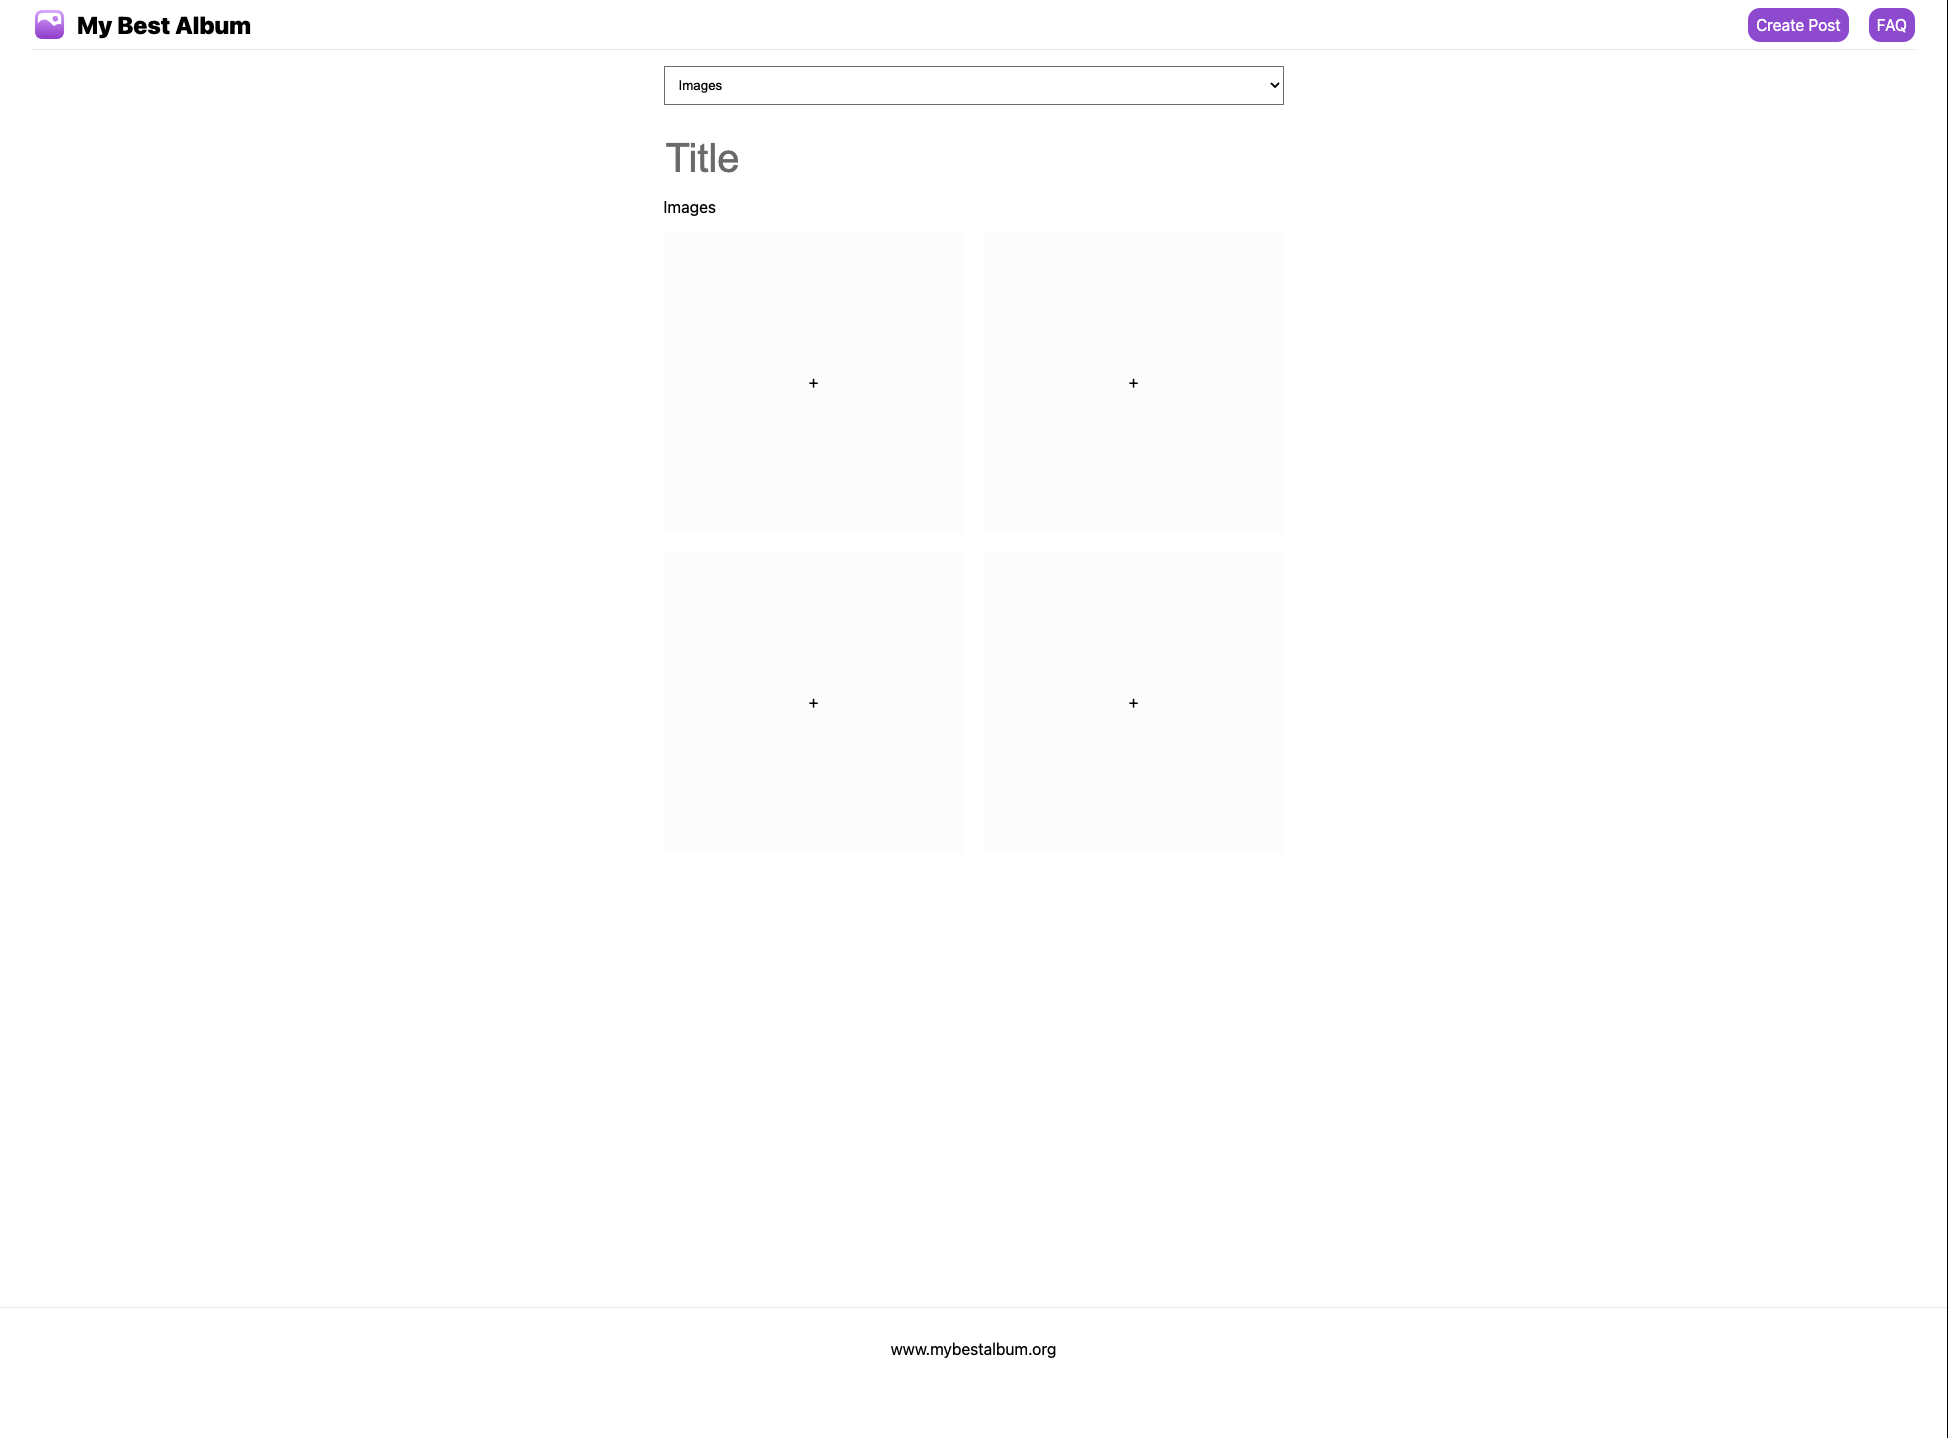 My Best Album
Create Post
FAQ
Images
Title
Images
+
+
+
+
www.mybestalbum.org